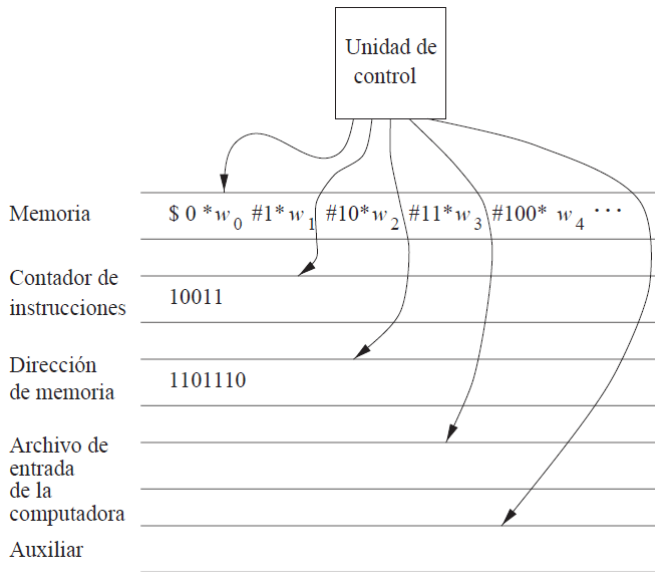 Unidad de
control
Memoria
$ 0 *w₀ #1*w₁ #10*w₂ #11*w₃ #100* w₄ ···
Contador de
instrucciones
10011
Dirección
de memoria
1101110
Archivo de
entrada
de la
computadora
Auxiliar